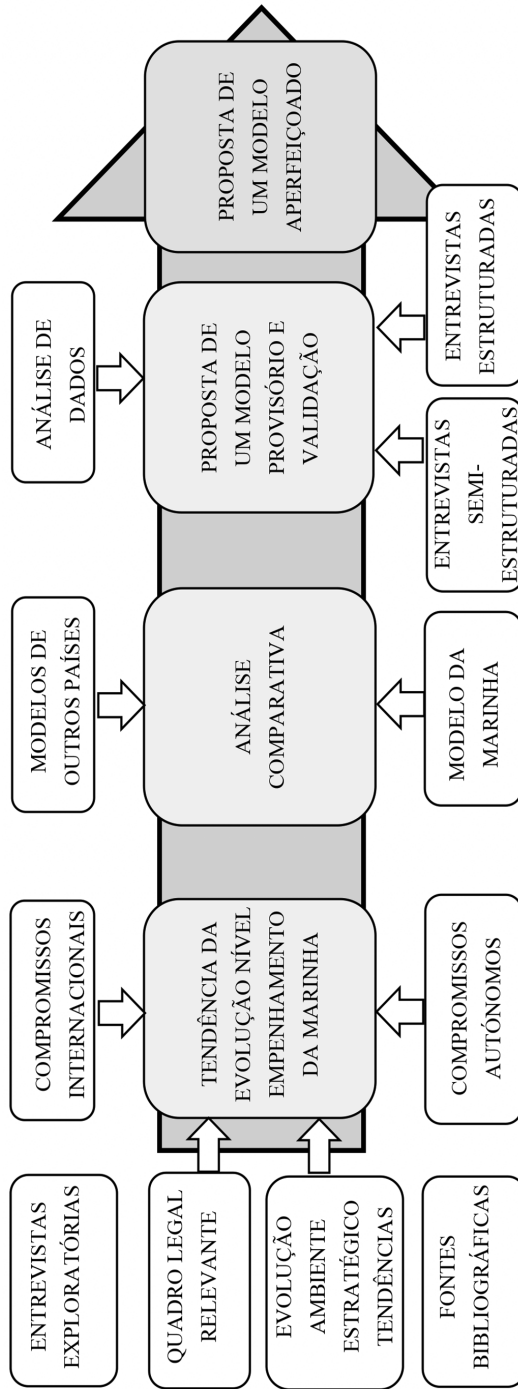 ENTREVISTAS
EXPLORATÓRIAS
QUADRO LEGAL
RELEVANTE
EVOLUÇÃO
AMBIENTE
ESTRATÉGICO
TENDÊNCIAS
FONTES
BIBLIOGRÁFICAS
COMPROMISSOS
INTERNACIONAIS
TENDÊNCIA DA
EVOLUÇÃO NÍVEL
EMPENHAMENTO
DA MARINHA
COMPROMISSOS
AUTÓNOMOS
MODELOS DE
OUTROS PAÍSES
ANÁLISE
COMPARATIVA
MODELO DA
MARINHA
ANÁLISE DE
DADOS
PROPOSTA DE
UM MODELO
PROVISÓRIO E
VALIDAÇÃO
ENTREVISTAS
SEMI-
ESTRUTURADAS
ENTREVISTAS
ESTRUTURADAS
PROPOSTA DE
UM MODELO
APERFEIÇOADO